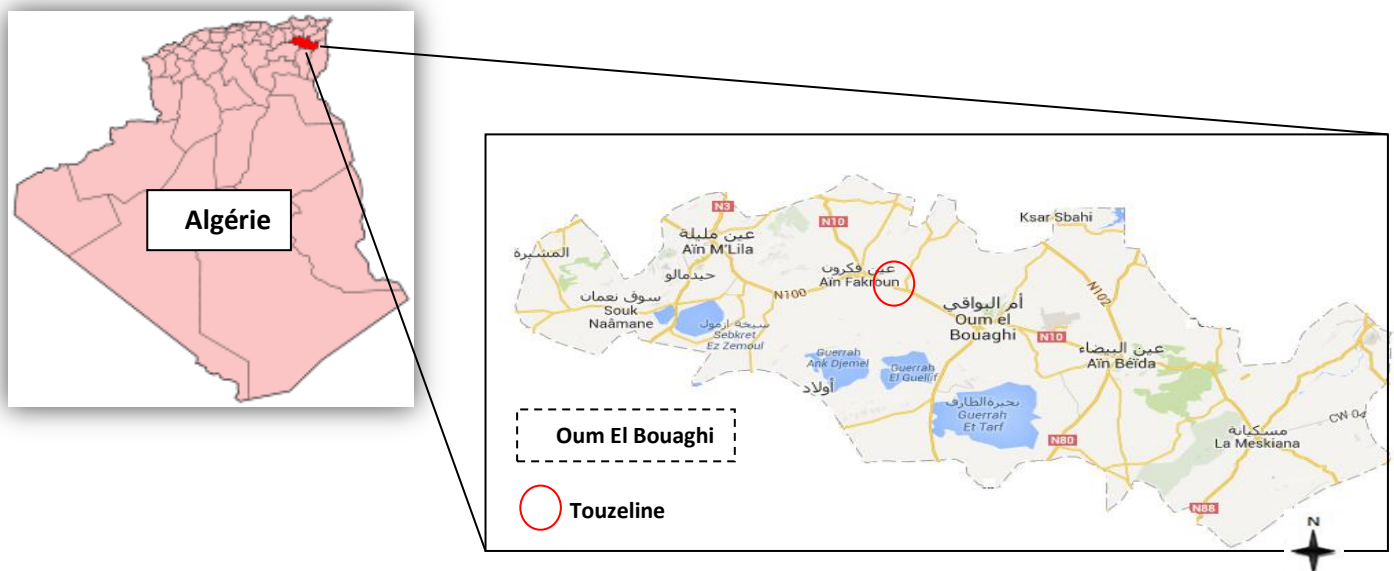 Algérie
Ksar Sbahi
N3
N10
عين مليلة
Aïn M'Lila
المشيرة
حيدمالو
عين فكرون
Aïn Fakroun
N102
سوق نعمان
Souk
Naâmane
N100
أم البواقي
Oum el
Bouaghi
سبخة ازمول
Sebkret
Ez Zemoul
N10
عين البيضاء
Aïn Béïda
Guerrah
Ank Djemel
Guerrah
El Guellif
أولاد
بحيرة الطارف
Guerrah
Et Tarf
CW 04
Oum El Bouaghi
N80
مسكيانة
La Meskiana
Touzeline
N88
N